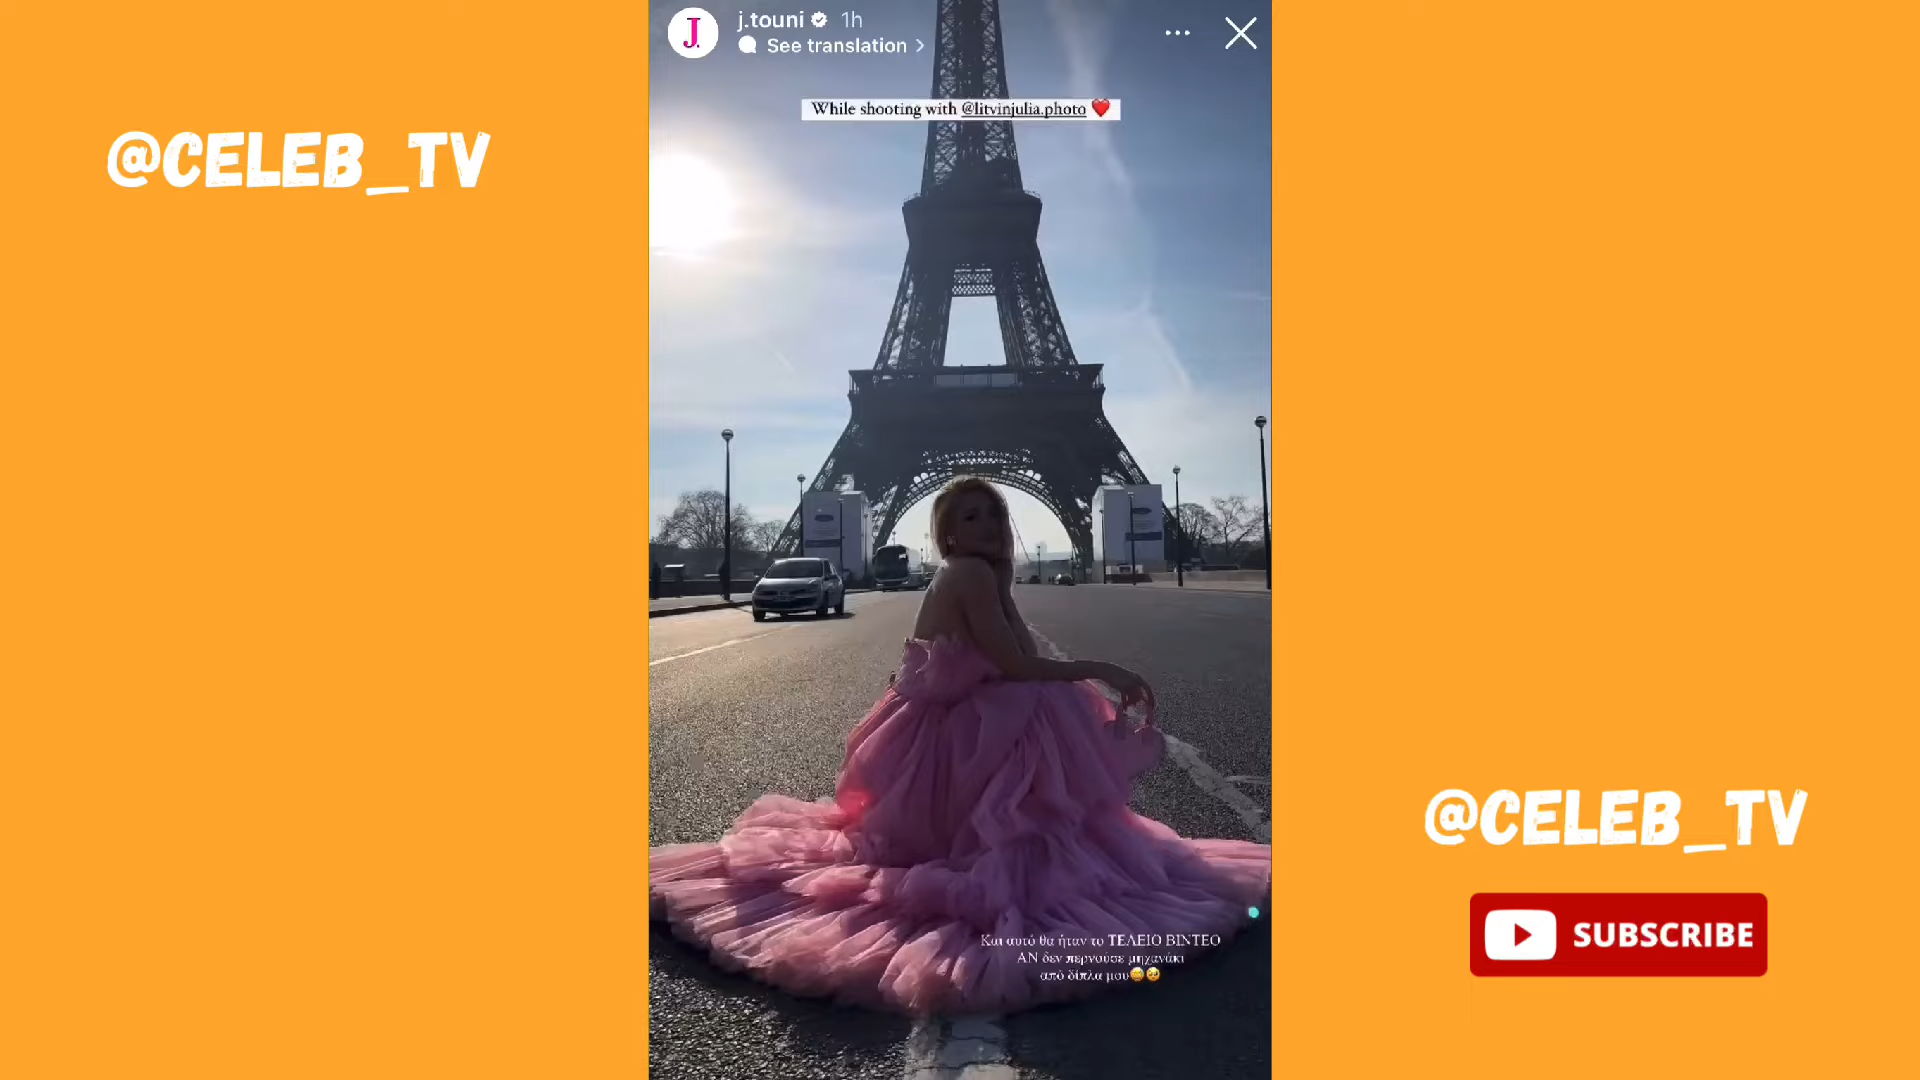 J.
j.touni 1h
See translation
While shooting with @litvinjulia.photo ❤️
@CELEB_TV
Και αυτό θα ήταν το ΤΕΛΕΙΟ ΒΙΝΤΕΟ
ΑΝ δεν περνούσε μηχανάκι
από δίπλα μου😅🥹
@CELEB_TV
SUBSCRIBE